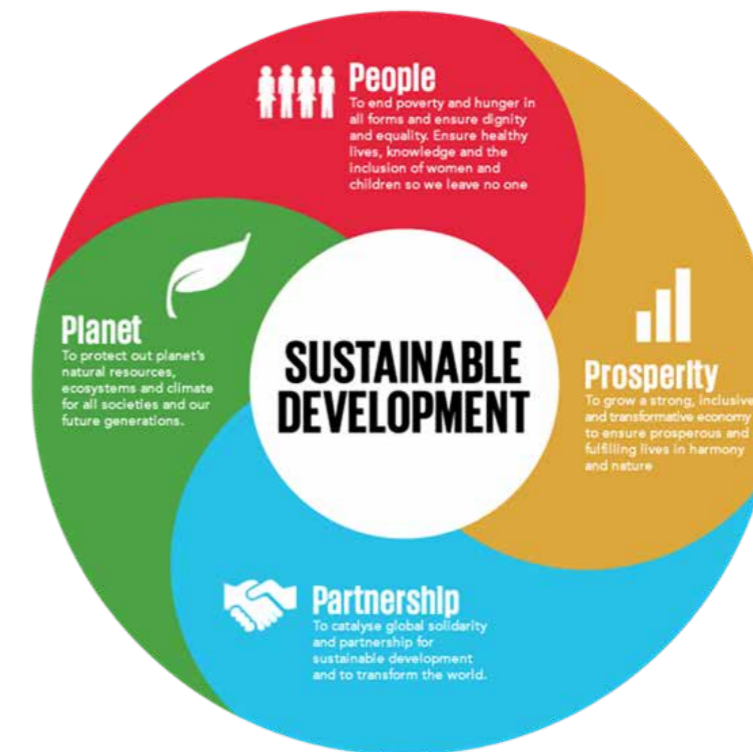 People
To end poverty and hunger in
all forms and ensure dignity
and equality. Ensure healthy
lives, knowledge and the
inclusion of women and
children so we leave no one
Planet
To protect out planet's
natural resources,
ecosystems and climate
for all societies and our
future generations.
SUSTAINABLE
DEVELOPMENT
Prosperity
To grow a strong, inclusive
and transformative economy
to ensure prosperous and
fulfilling lives in harmony
and nature
Partnership
To catalyse global solidarity
and partnership for
sustainable development
and to transform the world.